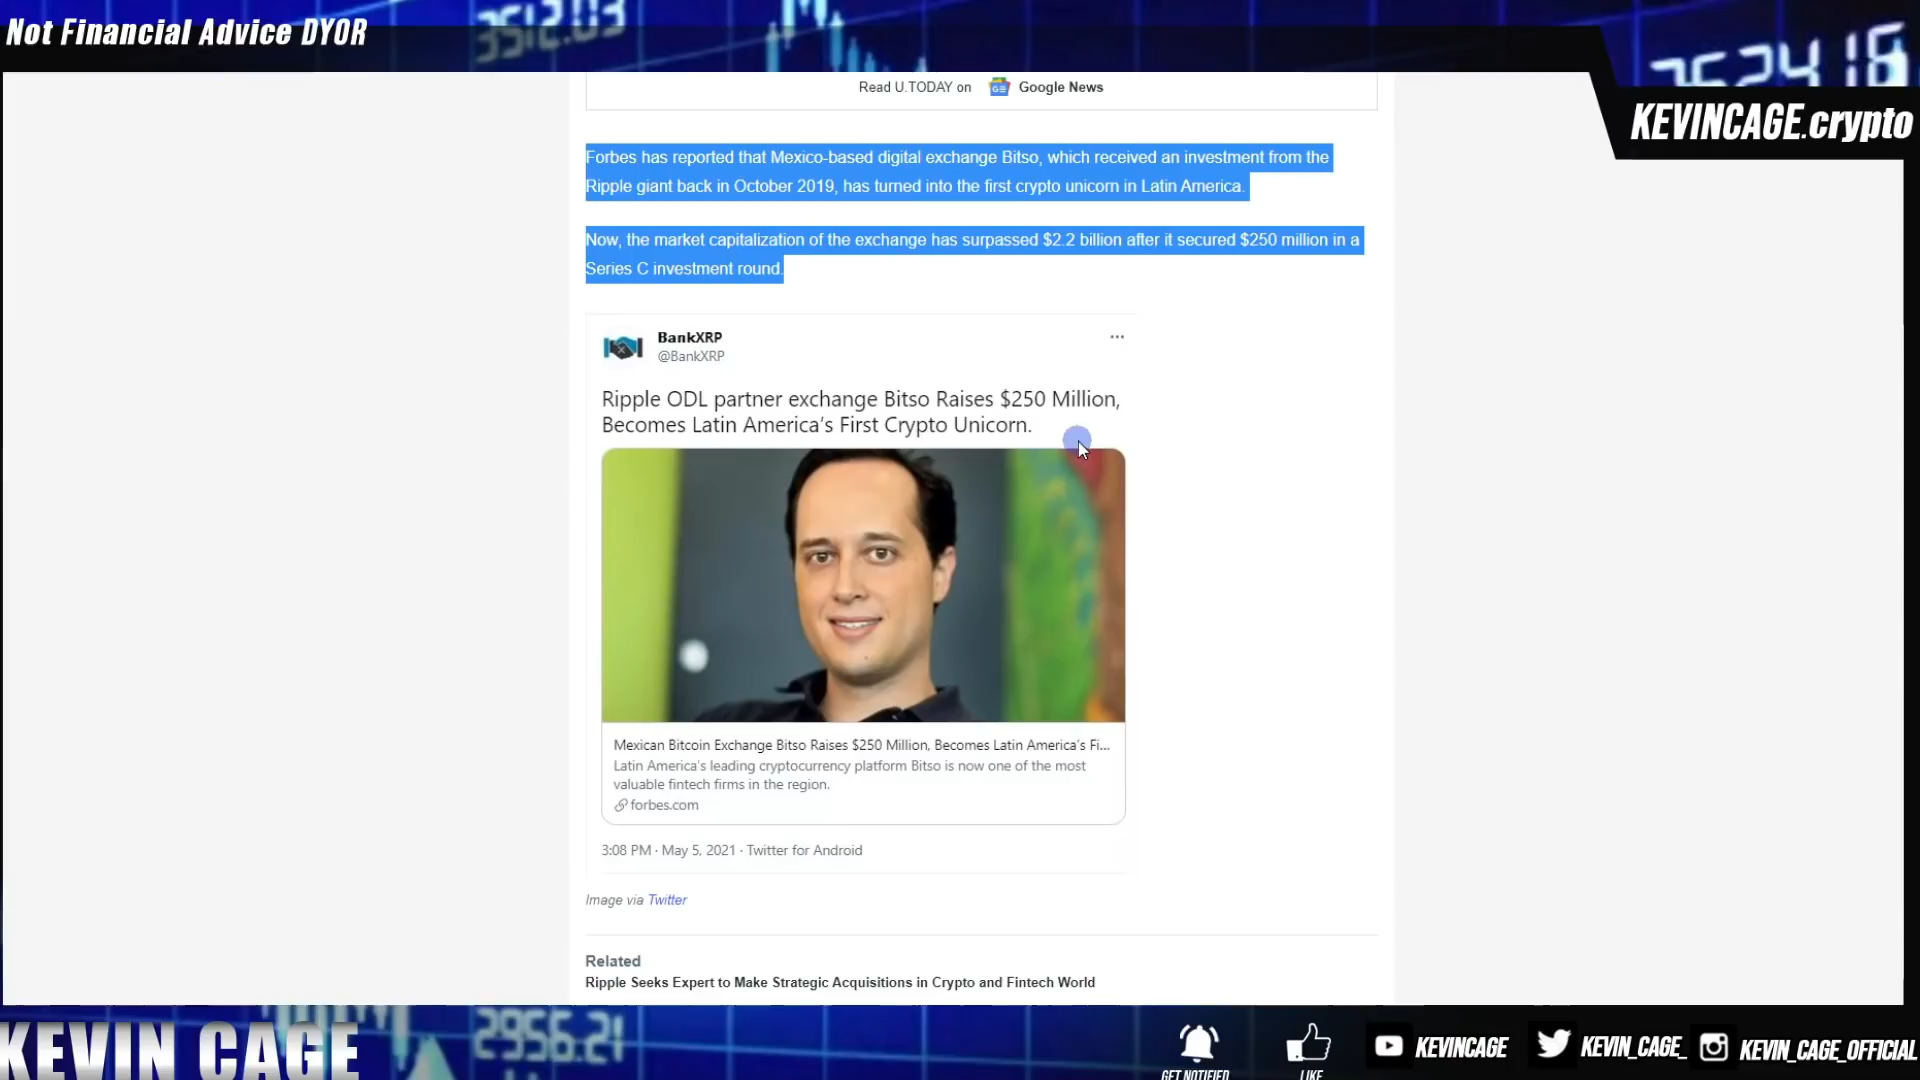 Not Financial Advice DYOR
3512.03
KEVINCAGE.crypto
Read U.TODAY on Google News
Forbes has reported that Mexico-based digital exchange Bitso, which received an investment from the
Ripple giant back in October 2019, has turned into the first crypto unicorn in Latin America.
Now, the market capitalization of the exchange has surpassed $2.2 billion after it secured $250 million in a
Series C investment round.
BankXRP
@BankXRP
Ripple ODL partner exchange Bitso Raises $250 Million,
Becomes Latin America’s First Crypto Unicorn.
Mexican Bitcoin Exchange Bitso Raises $250 Million, Becomes Latin America’s Fi...
Latin America’s leading cryptocurrency platform Bitso is now one of the most
valuable fintech firms in the region.
forbes.com
3:08 PM · May 5, 2021 · Twitter for Android
Image via Twitter
Related
Ripple Seeks Expert to Make Strategic Acquisitions in Crypto and Fintech World
KEVIN CAGE
2956.21
GET NOTIFIED
LIKE
KEVINCAGE
KEVIN_CAGE_
KEVIN_CAGE_OFFICIAL